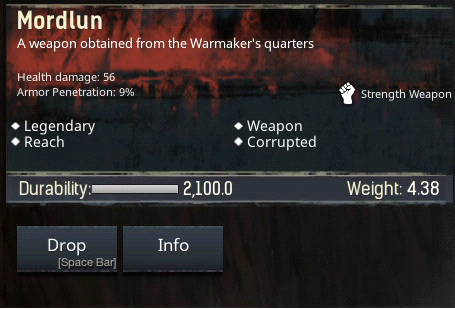 Mordlun
A weapon obtained from the Warmaker's quarters
Health damage: 56
Armor Penetration: 9%
Strength Weapon
Legendary
Weapon
Reach
Corrupted
Durability: 2,100.0 Weight: 4.38
Drop
Info
[Space Bar]